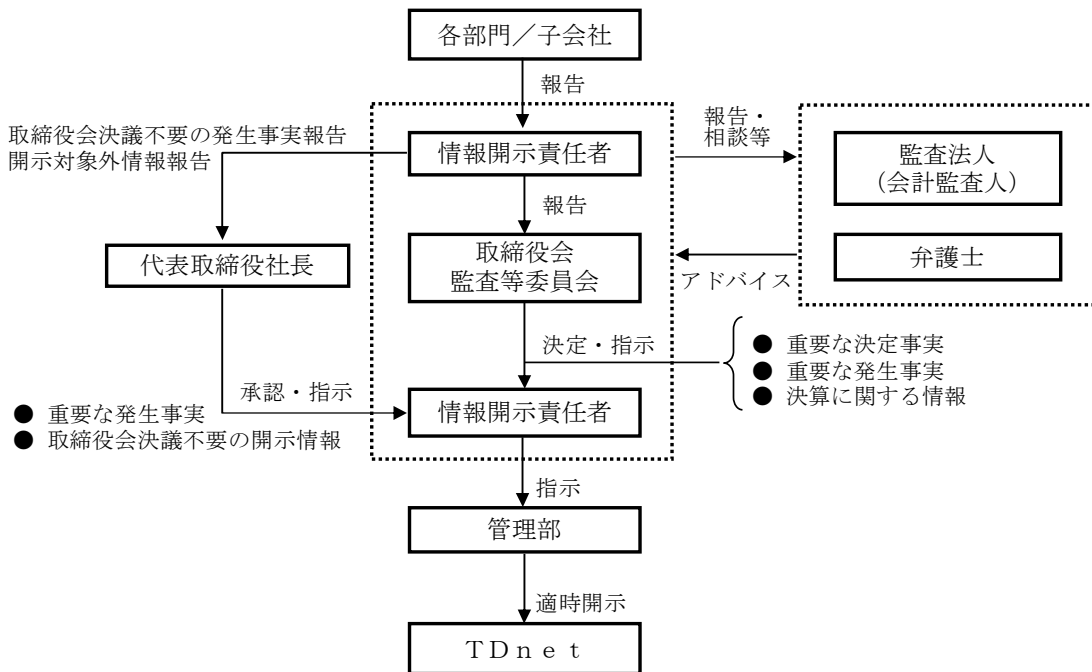 各部門／子会社
報告
取締役会決議不要の発生事実報告
開示対象外情報報告
情報開示責任者
報告・
相談等
監査法人
（会計監査人）
報告
代表取締役社長
取締役会
監査等委員会
アドバイス
弁護士
決定・指示
● 重要な決定事実
● 重要な発生事実
● 決算に関する情報
承認・指示
● 重要な発生事実
● 取締役会決議不要の開示情報
情報開示責任者
指示
管理部
適時開示
ＴＤｎｅｔ